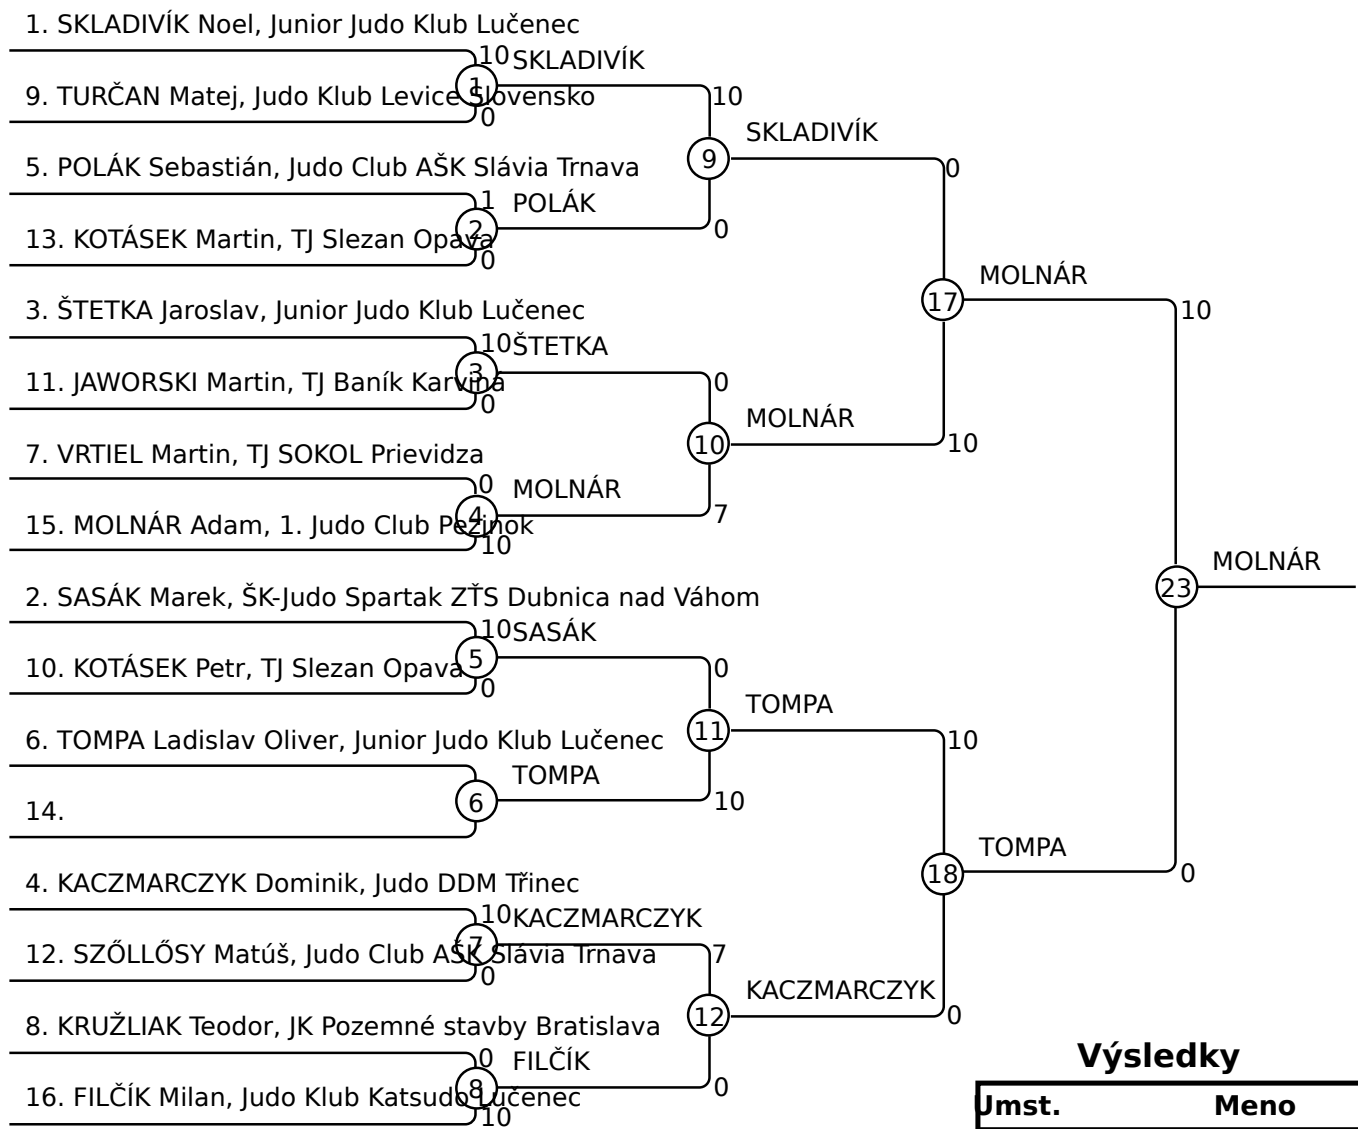 1. SKLADIVÍK Noel, Junior Judo Klub Lučenec
10
SKLADIVÍK
1
9. TURČAN Matej, Judo Klub Levice Slovensko
0
10
SKLADIVÍK
9
5. POLÁK Sebastián, Judo Club AŠK Slávia Trnava
1
POLÁK
2
0
13. KOTÁSEK Martin, TJ Slezan Opava
0
0
MOLNÁR
17
10
3. ŠTETKA Jaroslav, Junior Judo Klub Lučenec
10
ŠTETKA
3
0
11. JAWORSKI Martin, TJ Baník Karviná
0
MOLNÁR
10
10
7. VRTIEL Martin, TJ SOKOL Prievidza
0
MOLNÁR
4
7
15. MOLNÁR Adam, 1. Judo Club Pezinok
10
MOLNÁR
23
2. SASÁK Marek, ŠK-Judo Spartak ZŤS Dubnica nad Váhom
10
SASÁK
5
0
10. KOTÁSEK Petr, TJ Slezan Opava
0
TOMPA
11
10
6. TOMPA Ladislav Oliver, Junior Judo Klub Lučenec
TOMPA
6
10
14.
TOMPA
18
0
4. KACZMARCZYK Dominik, Judo DDM Třinec
10
KACZMARCZYK
7
7
12. SZŐLLŐSY Matúš, Judo Club AŠK Slávia Trnava
0
KACZMARCZYK
12
0
8. KRUŽLIAK Teodor, JK Pozemné stavby Bratislava
0
FILČÍK
8
0
16. FILČÍK Milan, Judo Klub Katsudo Lučenec
10
Výsledky
Umst. Meno